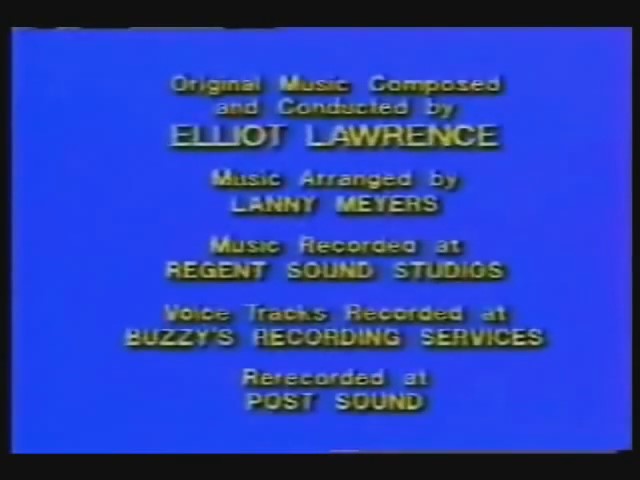 Original Music Composed
and Conducted by
ELLIOT LAWRENCE
Music Arranged by
LANNY MEYERS
Music Recorded at
REGENT SOUND STUDIOS
Voice Tracks Recorded at
BUZZY'S RECORDING SERVICES
Rerecorded at
POST SOUND